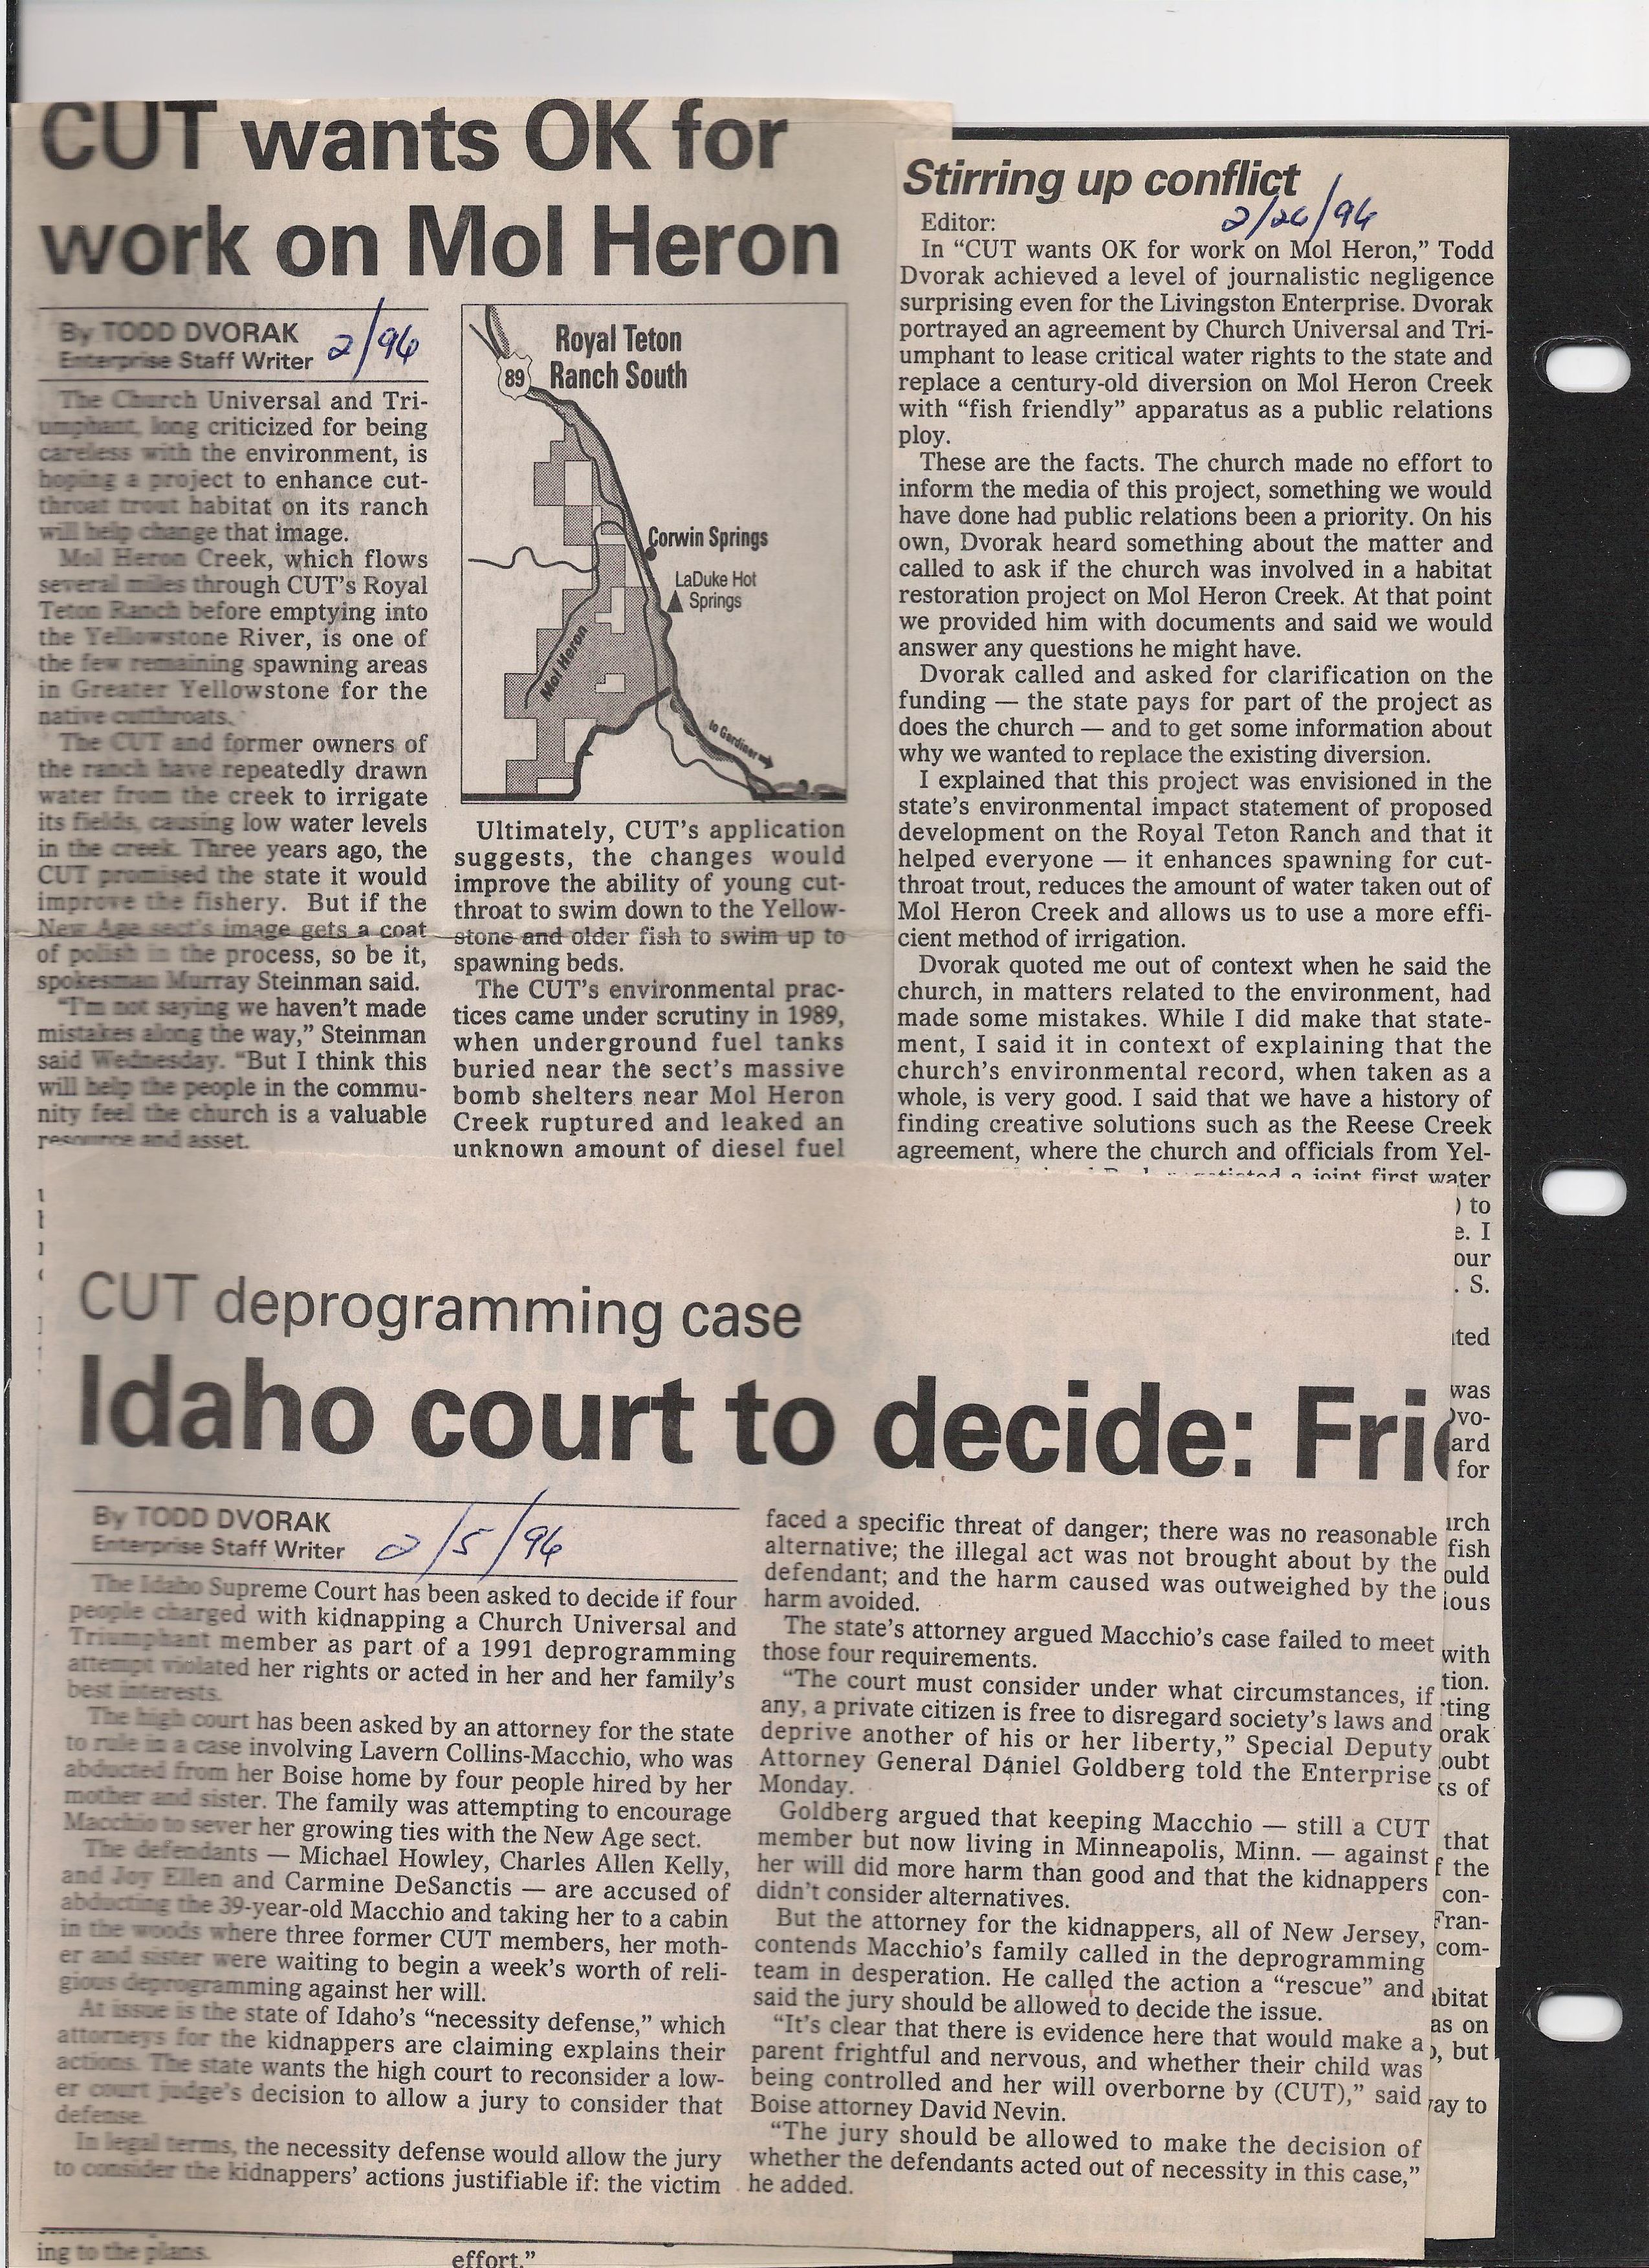 CUT wants OK for
work on Mol Heron
By TODD DVORAK
Enterprise Staff Writer
2/96
The Church Universal and Tri-
umphant, long criticized for being
careless with the environment, is
hoping a project to enhance cut-
throat trout habitat on its ranch
will help change that image.
Mol Heron Creek, which flows
several miles through CUT's Royal
Teton Ranch before emptying into
the Yellowstone River, is one of
the few remaining spawning areas
in Greater Yellowstone for the
native cutthroats.
The CUT and former owners of
the ranch have repeatedly drawn
water from the creek to irrigate
its fields, causing low water levels
in the creek. Three years ago, the
CUT promised the state it would
improve the fishery. But if the
New Age sect's image gets a coat
of polish in the process, so be it,
spokesman Murray Steinman said.
"I'm not saying we haven't made
mistakes along the way," Steinman
said Wednesday. "But I think this
will help the people in the commu-
nity feel the church is a valuable
resource and asset.
Royal Teton
Ranch South
89
Corwin Springs
LaDuke Hot
Springs
Mol Heron
to Gardiner
Ultimately, CUT's application
suggests, the changes would
improve the ability of young cut-
throat to swim down to the Yellow-
stone and older fish to swim up to
spawning beds.
The CUT's environmental prac-
tices came under scrutiny in 1989,
when underground fuel tanks
buried near the sect's massive
bomb shelters near Mol Heron
Creek ruptured and leaked an
unknown amount of diesel fuel
Stirring up conflict
2/26/96
Editor:
In "CUT wants OK for work on Mol Heron," Todd
Dvorak achieved a level of journalistic negligence
surprising even for the Livingston Enterprise. Dvorak
portrayed an agreement by Church Universal and Tri-
umphant to lease critical water rights to the state and
replace a century-old diversion on Mol Heron Creek
with "fish friendly" apparatus as a public relations
ploy.
These are the facts. The church made no effort to
inform the media of this project, something we would
have done had public relations been a priority. On his
own, Dvorak heard something about the matter and
called to ask if the church was involved in a habitat
restoration project on Mol Heron Creek. At that point
we provided him with documents and said we would
answer any questions he might have.
Dvorak called and asked for clarification on the
funding — the state pays for part of the project as
does the church — and to get some information about
why we wanted to replace the existing diversion.
I explained that this project was envisioned in the
state's environmental impact statement of proposed
development on the Royal Teton Ranch and that it
helped everyone — it enhances spawning for cut-
throat trout, reduces the amount of water taken out of
Mol Heron Creek and allows us to use a more effi-
cient method of irrigation.
Dvorak quoted me out of context when he said the
church, in matters related to the environment, had
made some mistakes. While I did make that state-
ment, I said it in context of explaining that the
church's environmental record, when taken as a
whole, is very good. I said that we have a history of
finding creative solutions such as the Reese Creek
agreement, where the church and officials from Yel-
a joint first water
) to
e. I
our
. S.
ted
was
Dvo-
ard
for
urch
fish
ould
ious
with
tion.
rting
orak
oubt
ks of
that
f the
con-
Fran-
com-
abitat
as on
o, but
way to
CUT deprogramming case
Idaho court to decide: Fri
By TODD DVORAK
Enterprise Staff Writer
2/5/96
The Idaho Supreme Court has been asked to decide if four
people charged with kidnapping a Church Universal and
Triumphant member as part of a 1991 deprogramming
attempt violated her rights or acted in her and her family's
best interests.
The high court has been asked by an attorney for the state
to rule in a case involving Lavern Collins-Macchio, who was
abducted from her Boise home by four people hired by her
mother and sister. The family was attempting to encourage
Macchio to sever her growing ties with the New Age sect.
The defendants — Michael Howley, Charles Allen Kelly,
and Joy Ellen and Carmine DeSanctis — are accused of
abducting the 39-year-old Macchio and taking her to a cabin
in the woods where three former CUT members, her moth-
er and sister were waiting to begin a week's worth of reli-
gious deprogramming against her will.
At issue is the state of Idaho's "necessity defense," which
attorneys for the kidnappers are claiming explains their
actions. The state wants the high court to reconsider a low-
er court judge's decision to allow a jury to consider that
defense.
In legal terms, the necessity defense would allow the jury
to consider the kidnappers' actions justifiable if: the victim
faced a specific threat of danger; there was no reasonable
alternative; the illegal act was not brought about by the
defendant; and the harm caused was outweighed by the
harm avoided.
The state's attorney argued Macchio's case failed to meet
those four requirements.
"The court must consider under what circumstances, if
any, a private citizen is free to disregard society's laws and
deprive another of his or her liberty," Special Deputy
Attorney General Daniel Goldberg told the Enterprise
Monday.
Goldberg argued that keeping Macchio — still a CUT
member but now living in Minneapolis, Minn. — against
her will did more harm than good and that the kidnappers
didn't consider alternatives.
But the attorney for the kidnappers, all of New Jersey,
contends Macchio's family called in the deprogramming
team in desperation. He called the action a "rescue" and
said the jury should be allowed to decide the issue.
"It's clear that there is evidence here that would make a
parent frightful and nervous, and whether their child was
being controlled and her will overborne by (CUT)," said
Boise attorney David Nevin.
"The jury should be allowed to make the decision of
whether the defendants acted out of necessity in this case,"
he added.
ing to the plans.
effort."